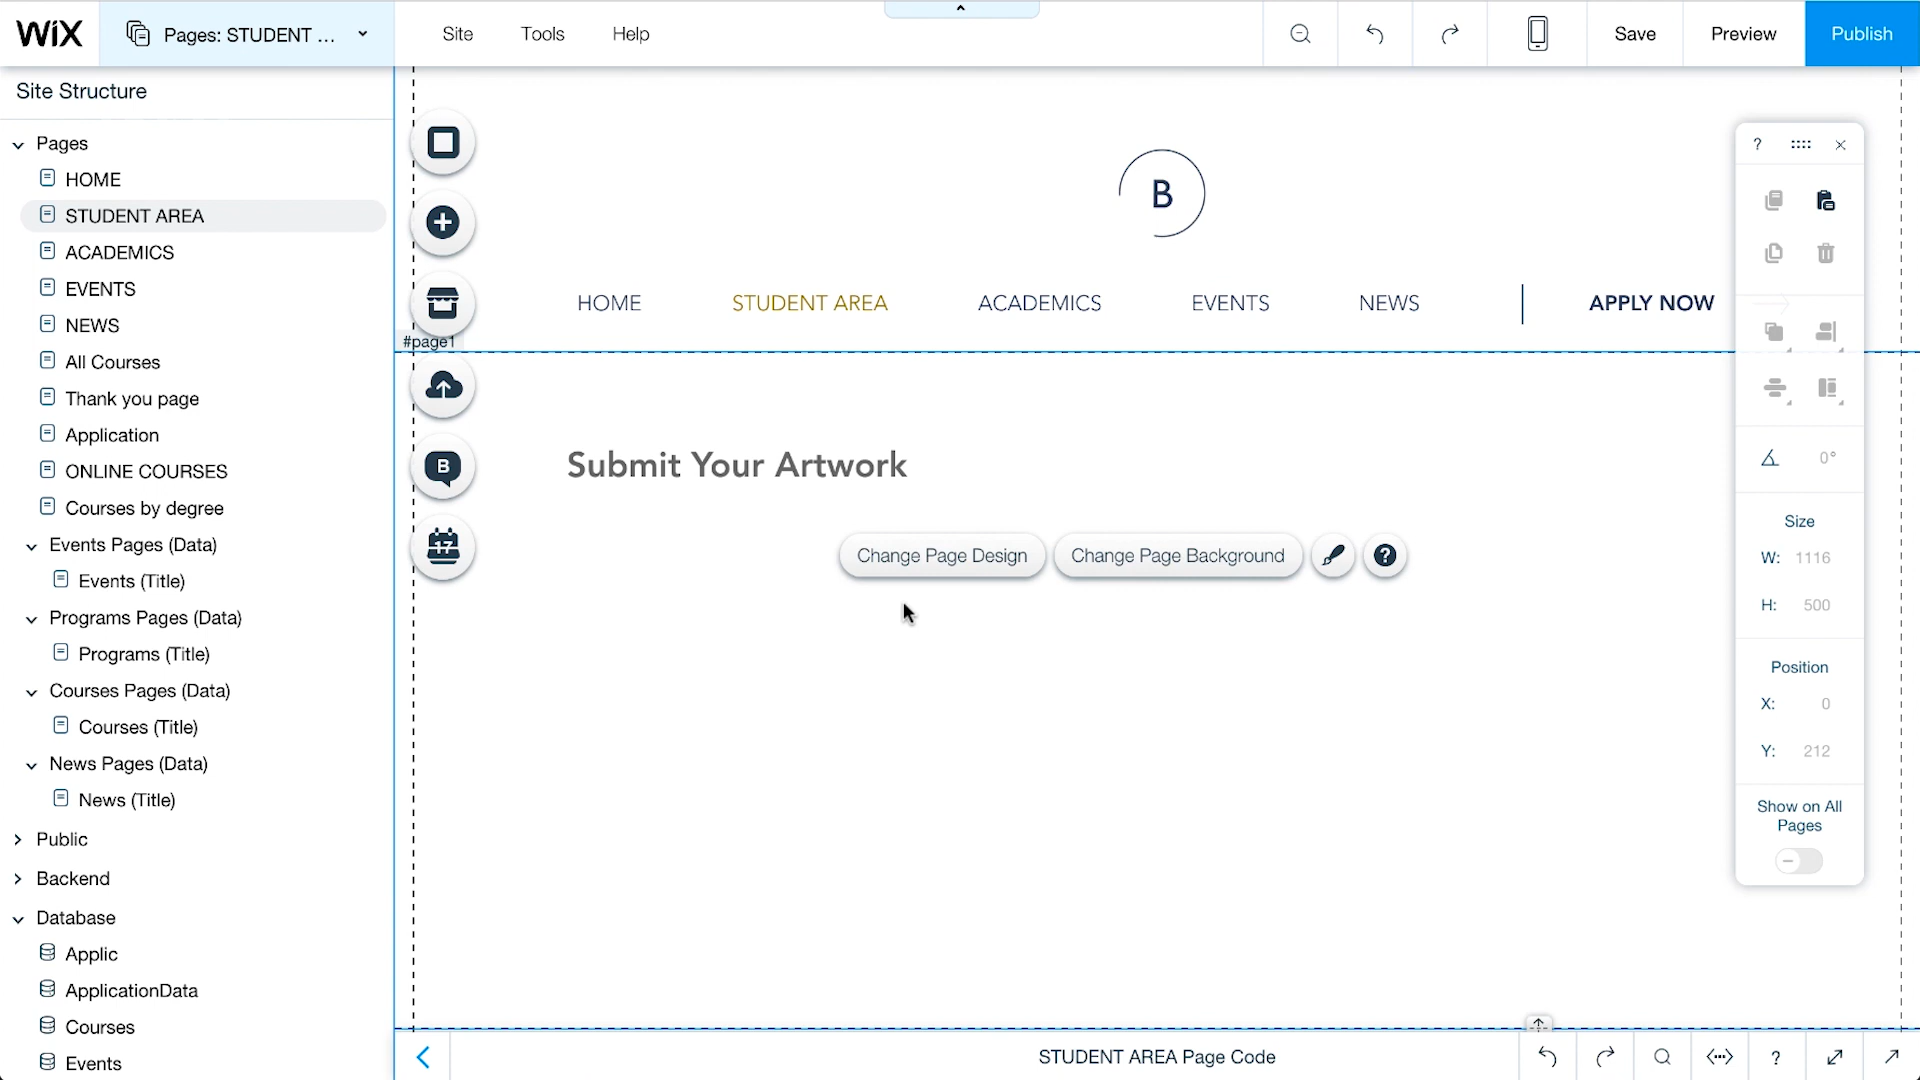 WiX
Pages: STUDENT ...
Site
Tools
Help
Save
Preview
Publish
Site Structure
Pages
HOME
STUDENT AREA
ACADEMICS
EVENTS
NEWS
All Courses
Thank you page
Application
ONLINE COURSES
Courses by degree
Events Pages (Data)
Events (Title)
Programs Pages (Data)
Programs (Title)
Courses Pages (Data)
Courses (Title)
News Pages (Data)
News (Title)
Public
Backend
Database
Applic
ApplicationData
Courses
Events
B
17
#page1
B
HOME
STUDENT AREA
ACADEMICS
EVENTS
NEWS
APPLY NOW
Submit Your Artwork
Change Page Design
Change Page Background
?
?
0°
Size
W: 1116
H: 500
Position
X: 0
Y: 212
Show on All
Pages
STUDENT AREA Page Code
?